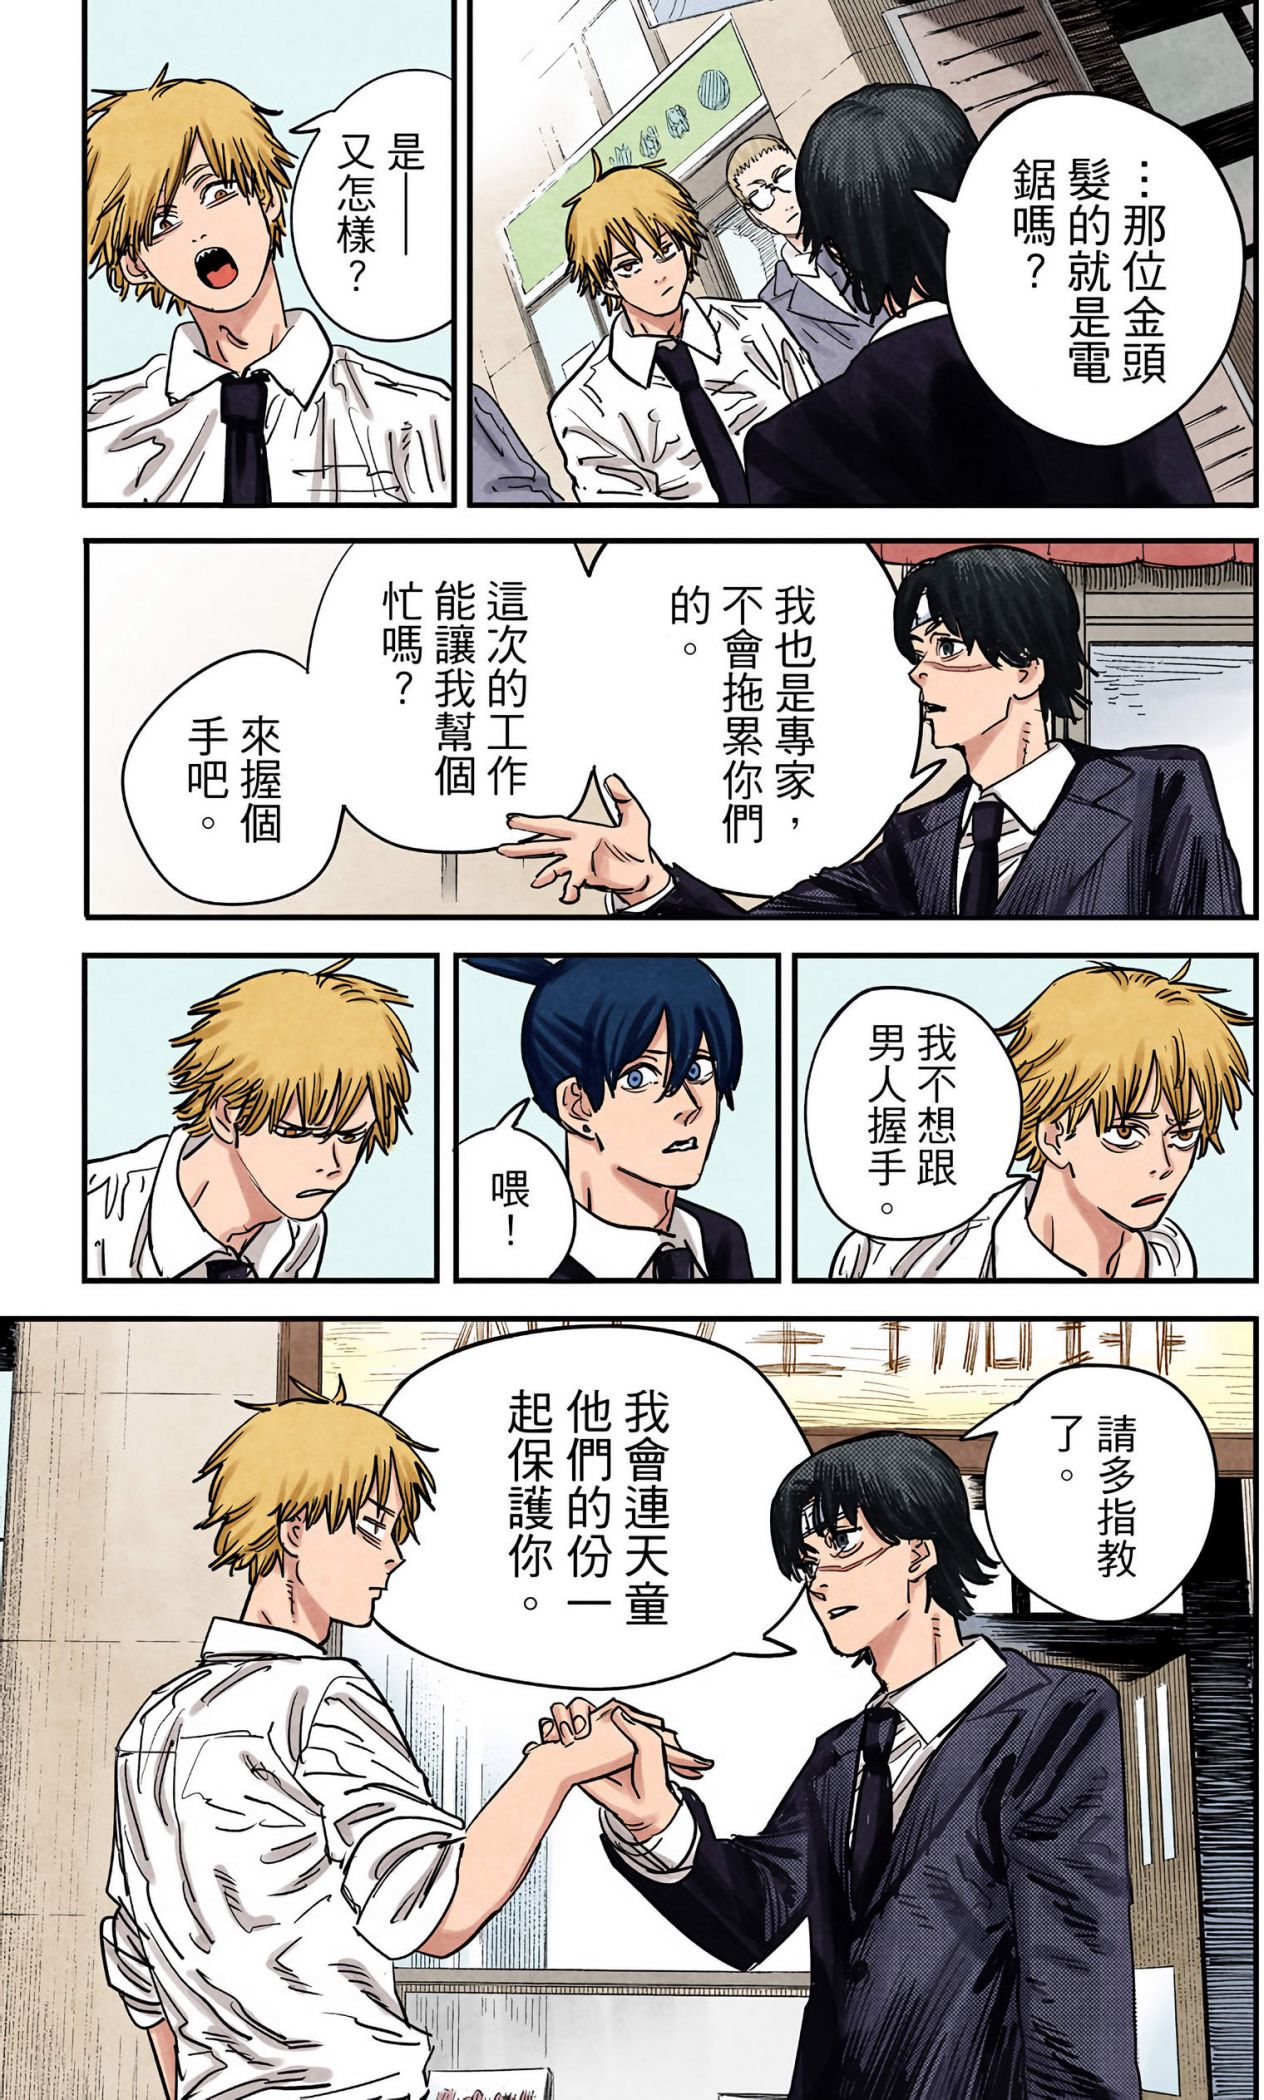 …那位金頭
髮的就是電
鋸嗎？
是──
又怎樣？
我也是專家，
不會拖累你們
的。
這次的工作
能讓我幫個
忙嗎？
來握個
手吧。
我不想跟
男人握手。
喂！
請多指教
了。
我會連天童
他們的份一
起保護你。